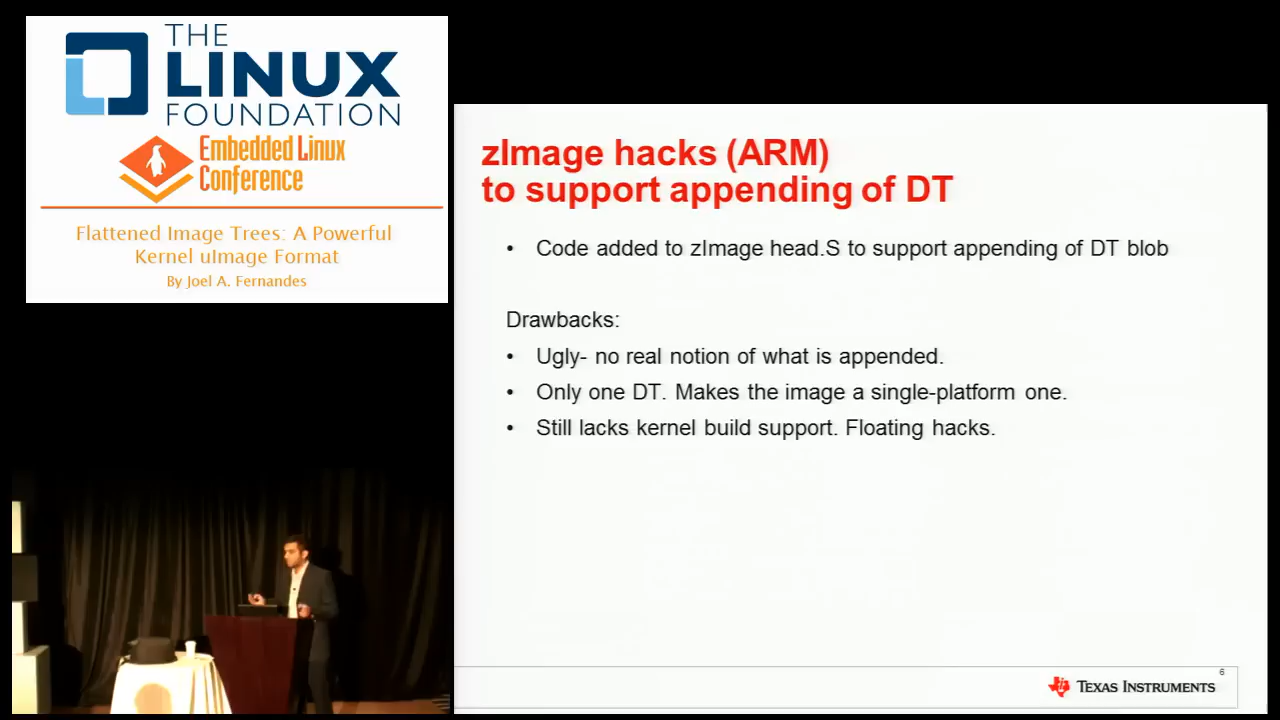 THE
LINUX
FOUNDATION
Embedded Linux
Conference
Flattened Image Trees: A Powerful
Kernel uImage Format
By Joel A. Fernandes
zImage hacks (ARM)
to support appending of DT
• Code added to zImage head.S to support appending of DT blob
Drawbacks:
• Ugly- no real notion of what is appended.
• Only one DT. Makes the image a single-platform one.
• Still lacks kernel build support. Floating hacks.
6
TEXAS INSTRUMENTS